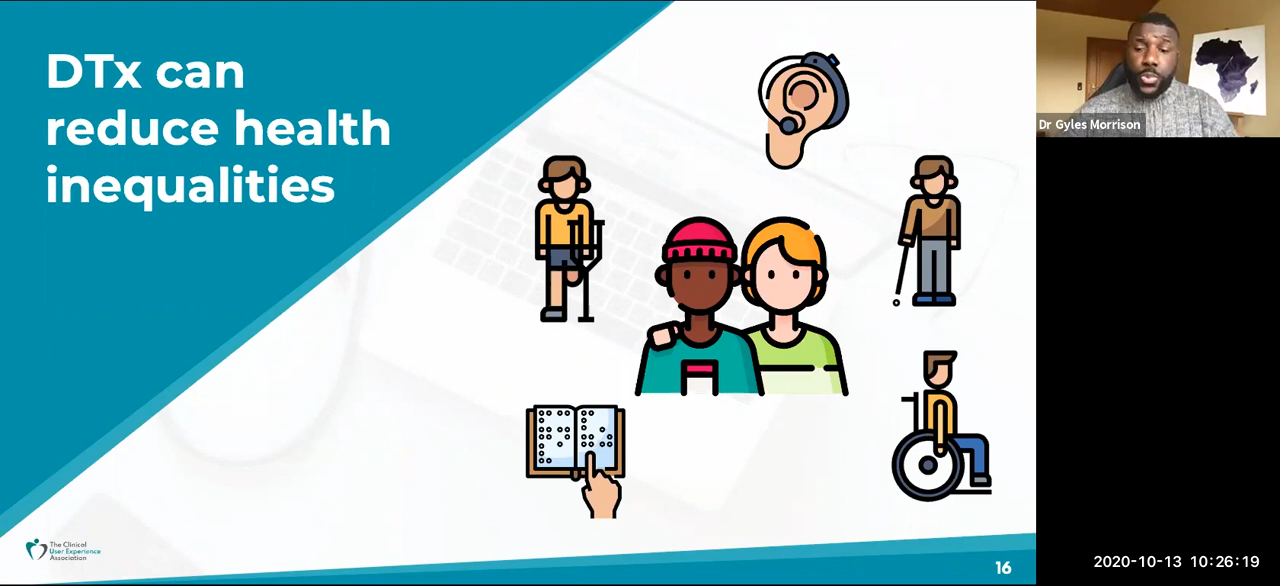 DTx can
reduce health
inequalities
Dr Gyles Morrison
The Clinical
User Experience
Association
16
2020-10-13 10:26:19